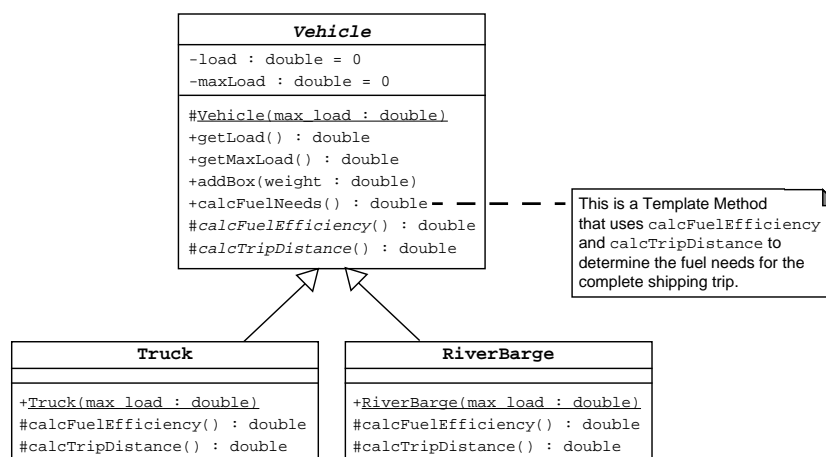 Vehicle
-load : double = 0
-maxLoad : double = 0
#Vehicle(max_load : double)
+getLoad() : double
+getMaxLoad() : double
+addBox(weight : double)
+calcFuelNeeds() : double
#calcFuelEfficiency() : double
#calcTripDistance() : double
This is a Template Method
that uses calcFuelEfficiency
and calcTripDistance to
determine the fuel needs for the
complete shipping trip.
Truck
+Truck(max_load : double)
#calcFuelEfficiency() : double
#calcTripDistance() : double
RiverBarge
+RiverBarge(max_load : double)
#calcFuelEfficiency() : double
#calcTripDistance() : double